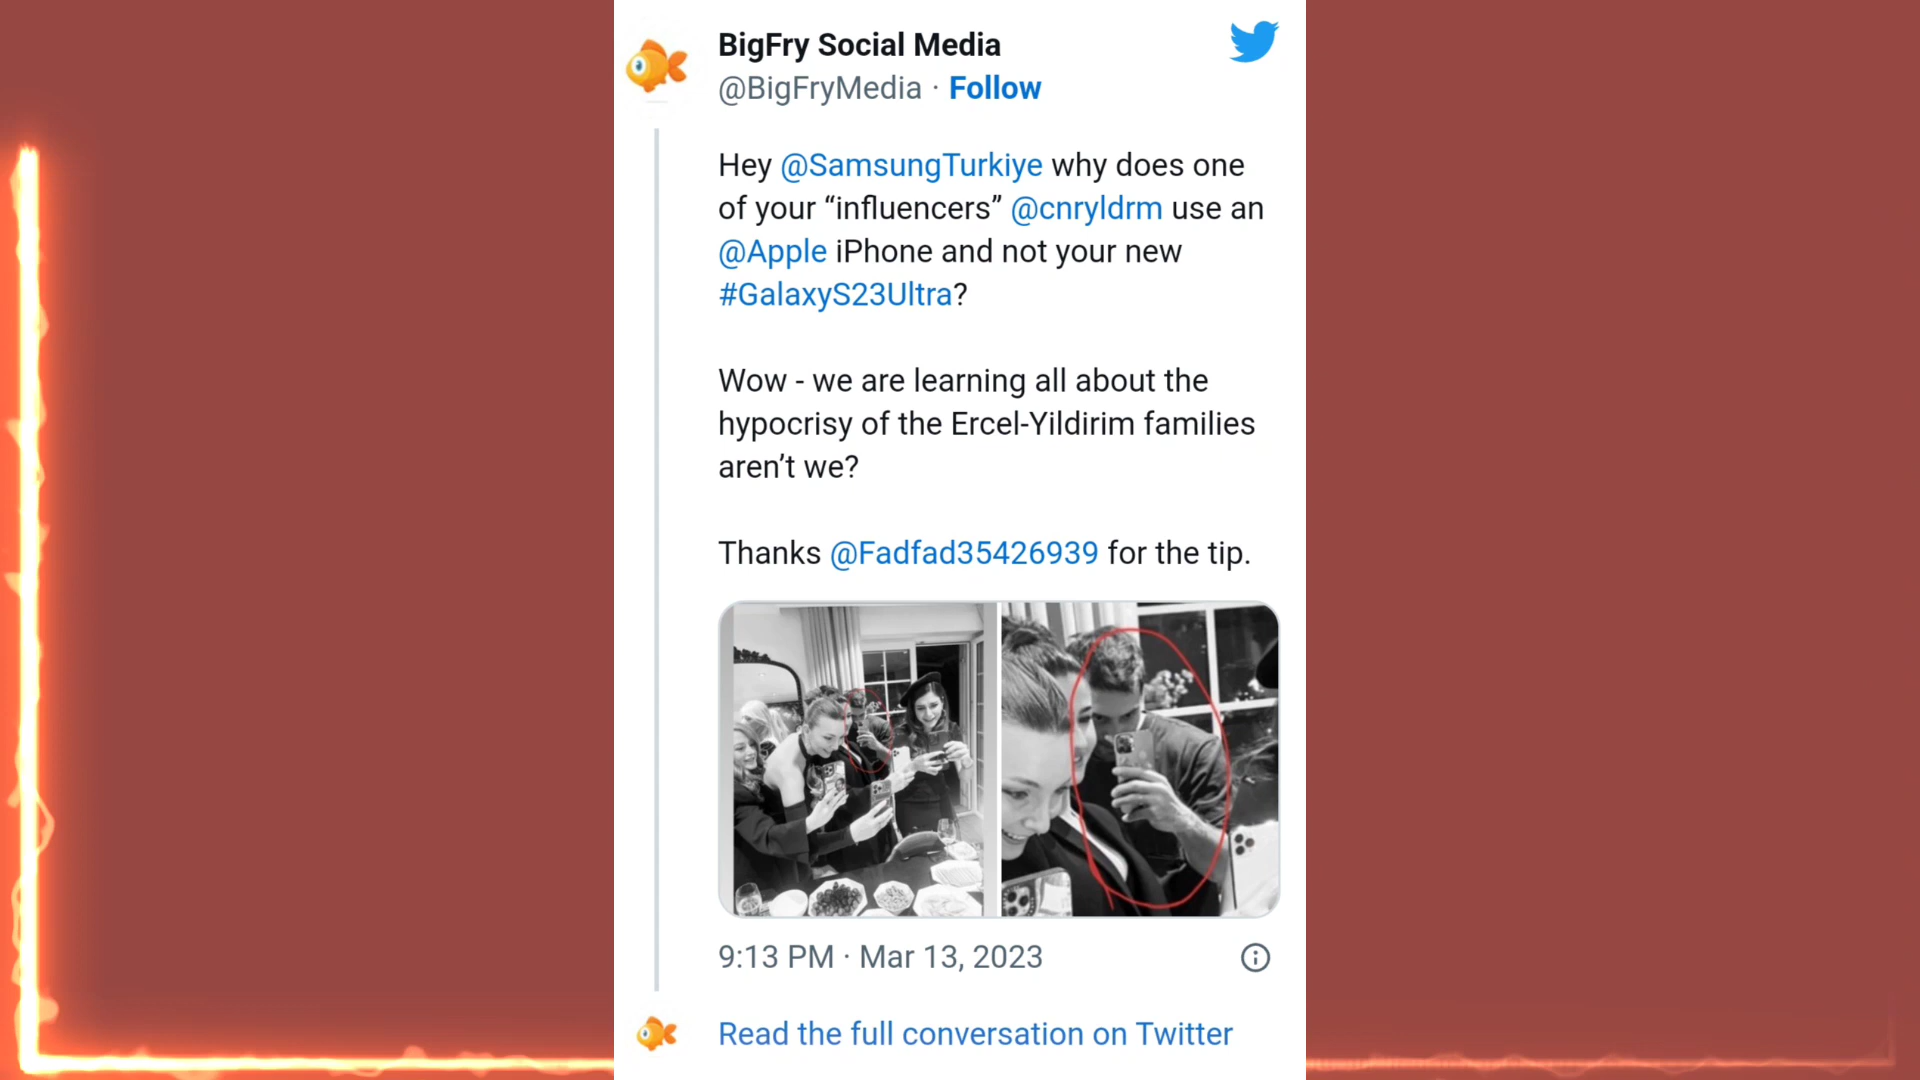 BigFry Social Media
@BigFryMedia · Follow
Hey @SamsungTurkiye why does one
of your “influencers” @cnryldrm use an
@Apple iPhone and not your new
#GalaxyS23Ultra?
Wow - we are learning all about the
hypocrisy of the Ercel-Yildirim families
aren’t we?
Thanks @Fadfad35426939 for the tip.
9:13 PM · Mar 13, 2023
Read the full conversation on Twitter